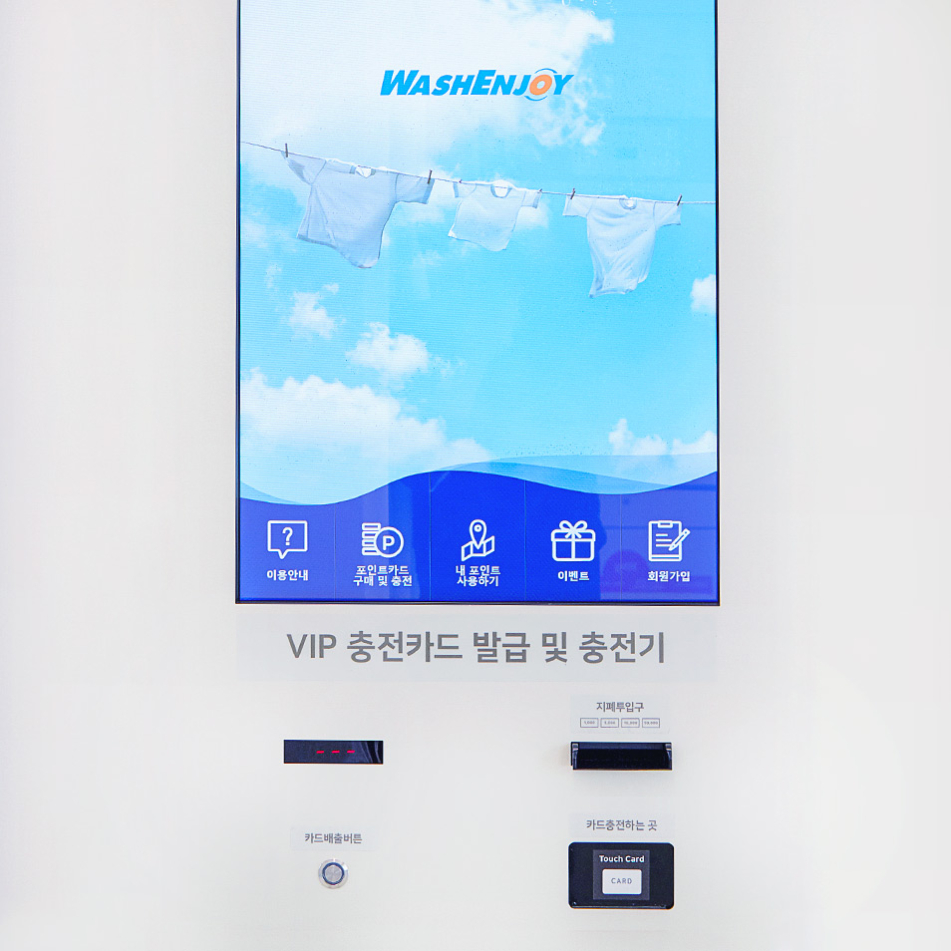 WASHENJOY
이용안내
포인트카드
구매 및 충전
내 포인트
사용하기
이벤트
회원가입
VIP 충전카드 발급 및 충전기
지폐투입구
카드배출버튼
카드충전하는 곳
Touch Card
CARD